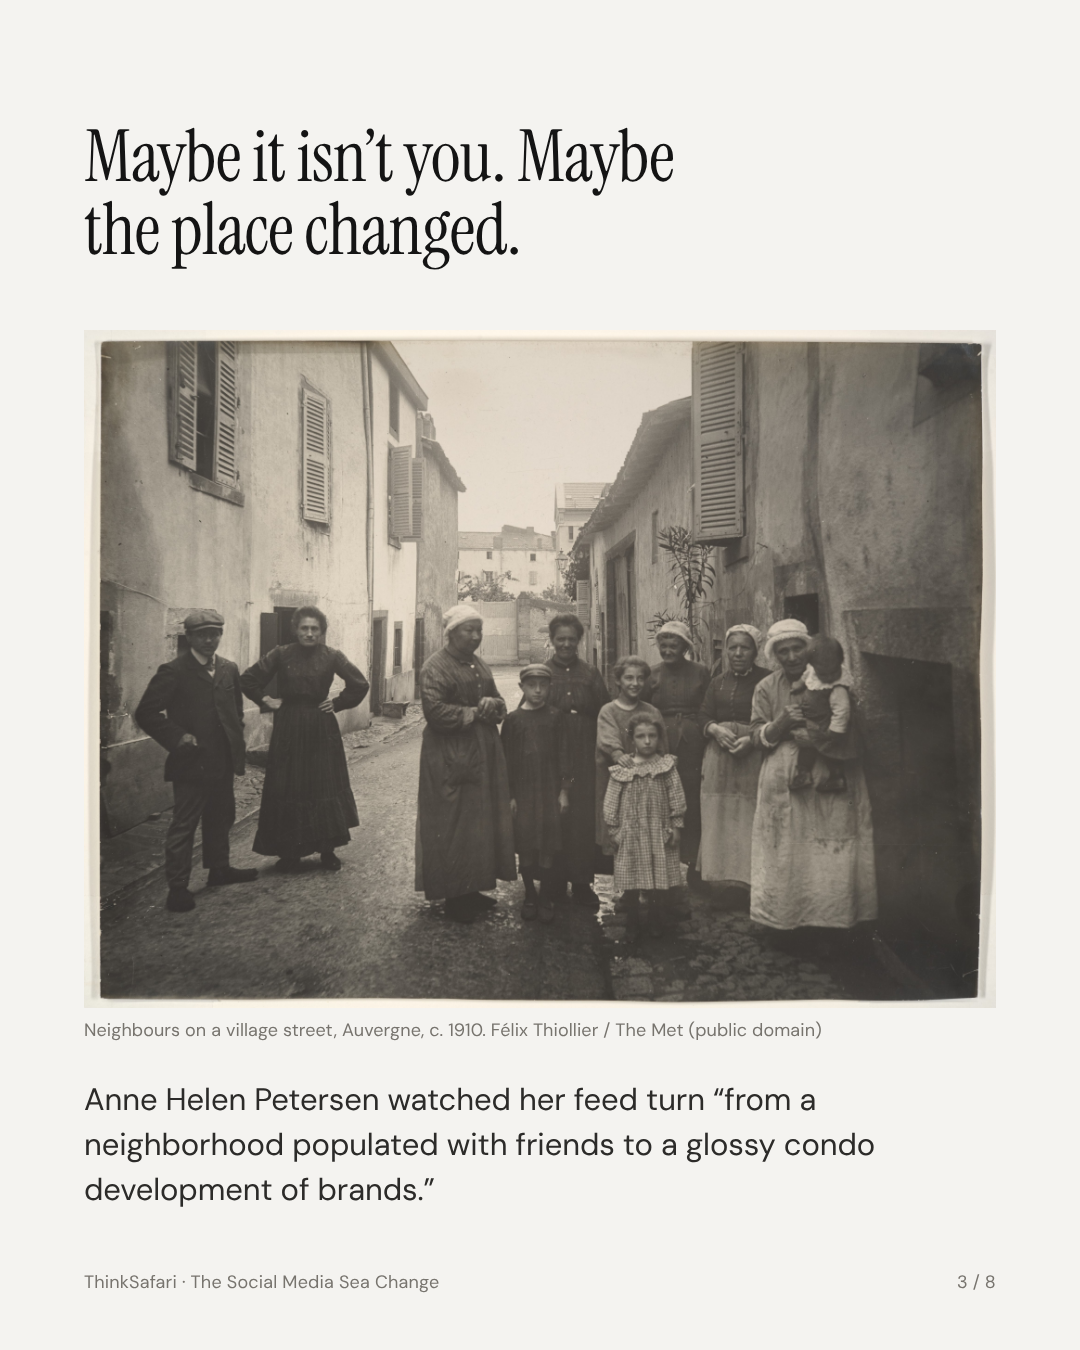 Maybe it isn’t you. Maybe
the place changed.
Neighbours on a village street, Auvergne, c. 1910. Félix Thiollier / The Met (public domain)
Anne Helen Petersen watched her feed turn “from a
neighborhood populated with friends to a glossy condo
development of brands.”
ThinkSafari · The Social Media Sea Change
3 / 8